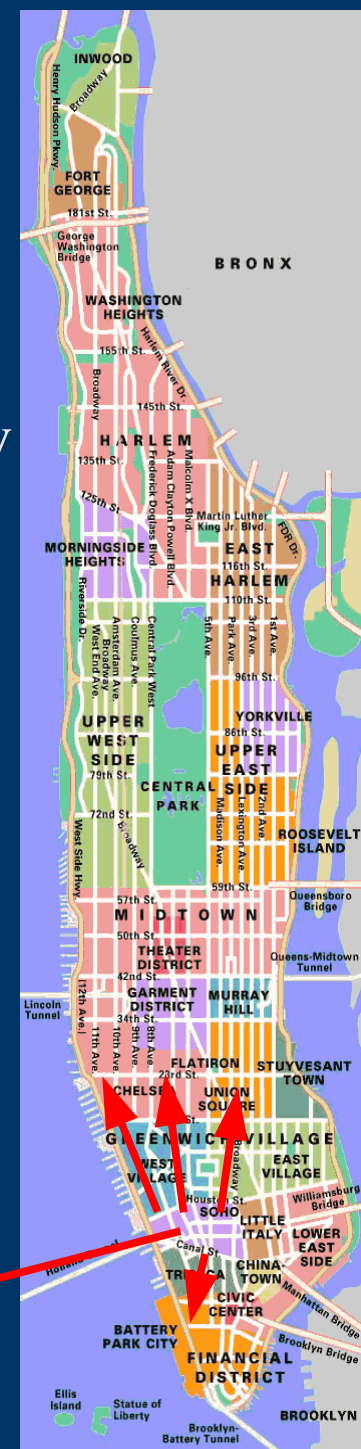 INWOOD
Henry Hudson Pkwy.
Broadway
FORT
GEORGE
181st St.
George
Washington
Bridge
BRONX
WASHINGTON
HEIGHTS
Harlem River Dr.
155th St.
Broadway
145th St.
y
HARLEM
135th St.
Frederick Doglass Blvd.
Adam Clayton Powell Blvd.
Malcolm X Blvd.
125th St.
Martin Luther
King Jr. Blvd.
FDR Dr.
MORNINGSIDE
HEIGHTS
EAST
116th St.
HARLEM
110th St.
Riverside Dr.
West End Ave.
Broadway
Amsterdam Ave.
Coulmus Ave.
Central Park West
5th Ave.
Park Ave.
3rd Ave.
1st Ave.
96th St.
YORKVILLE
86th St.
UPPER
WEST
SIDE
UPPER
EAST
SIDE
79th St.
CENTRAL
PARK
72nd St.
Broadway
Madison Ave
Lexington Ave
2nd Ave.
ROOSEVELT
ISLAND
West Side Hwy.
59th St.
57th St.
Queensboro
Bridge
MIDTOWN
50th St.
THEATER
DISTRICT
Queens-Midtown
Tunnel
42nd St.
(12th Ave.)
GARMENT
DISTRICT
MURRAY
HILL
Lincoln
Tunnel
34th St.
11th Ave.
10th Ave.
9th Ave.
8th Ave.
FLATIRON
STUYVESANT
TOWN
23rd St.
CHELSE
UNION
SQUARE
St.
GREENWICH VILLAGE
WEST
VILLAGE
Broadway
EAST
VILLAGE
Houston St.
SOHO
Williamsburg
Bridge
LITTLE
ITALY
LOWER
EAST
SIDE
Canal St
CHINA-
TOWN
Manhattan Bridge
CIVIC
CENTER
BATTERY
PARK CITY
Brooklyn Bridge
FINANCIAL
DISTRICT
Ellis
Island
Statue of
Liberty
BROOKLYN
Brooklyn-
Battery Tunnel